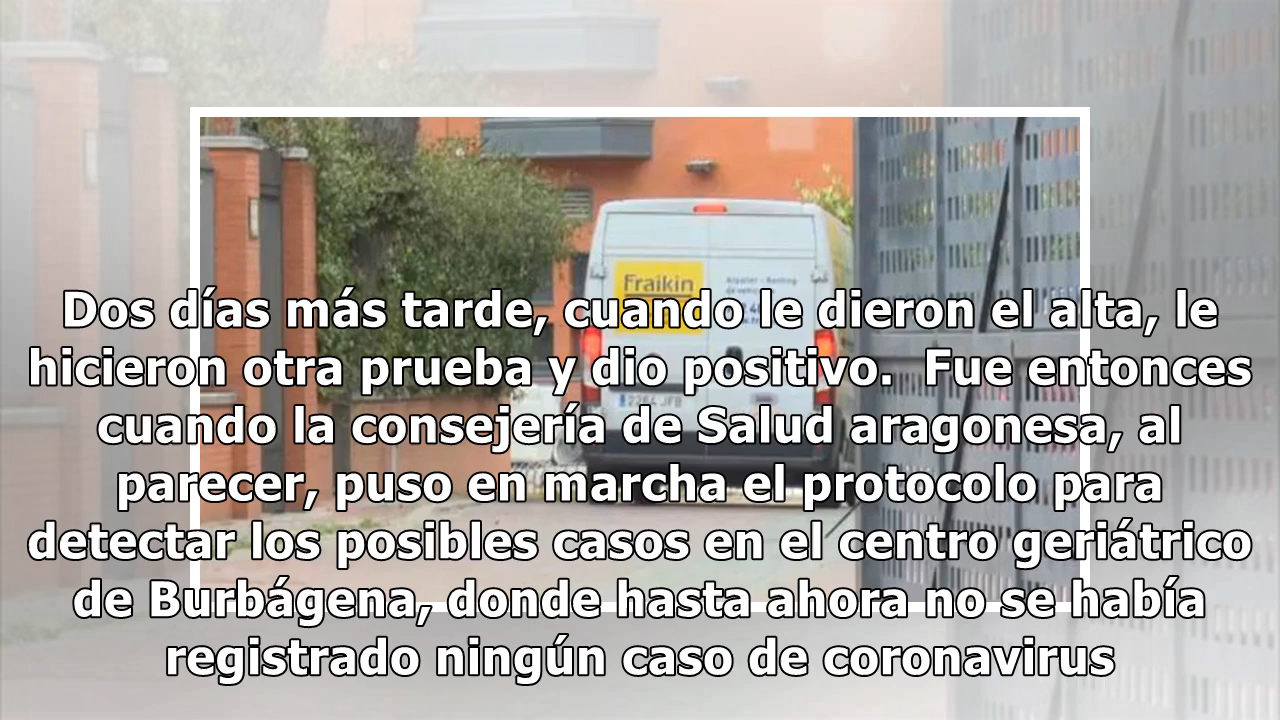 Fraikin
Alquiler - Renting
Dos días más tarde, cuando le dieron el alta, le
hicieron otra prueba y dio positivo. Fue entonces
cuando la consejería de Salud aragonesa, al
parecer, puso en marcha el protocolo para
detectar los posibles casos en el centro geriátrico
de Burbágena, donde hasta ahora no se había
registrado ningún caso de coronavirus